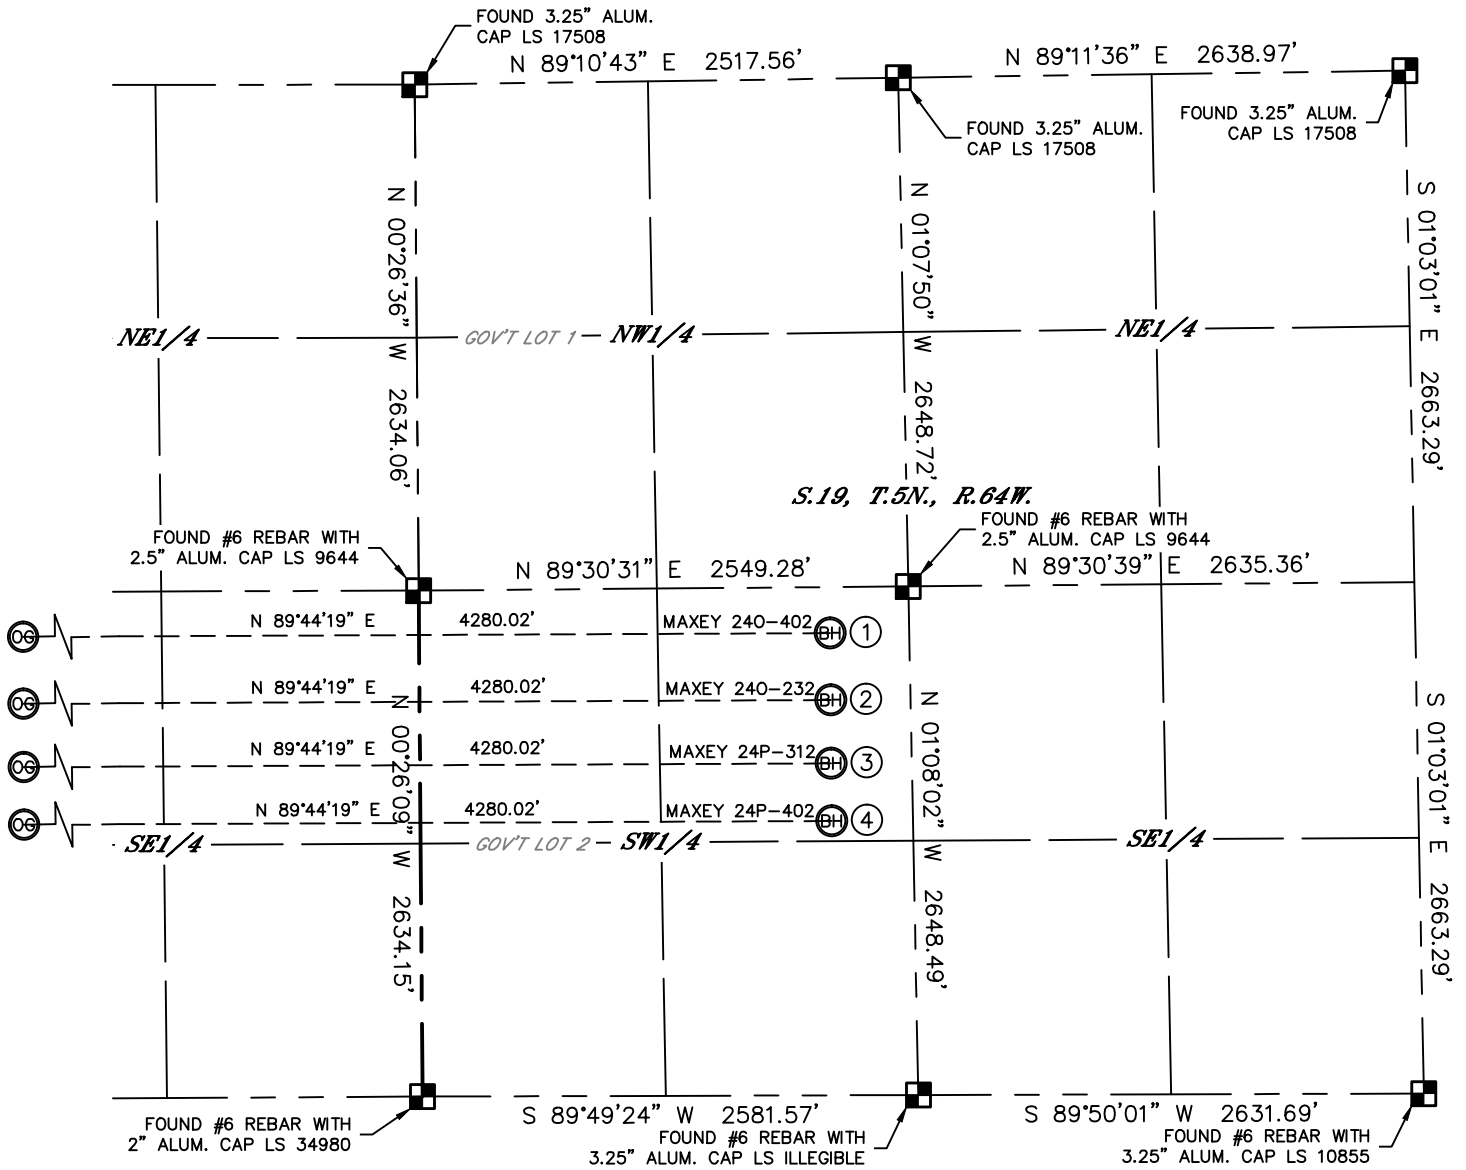 FOUND 3.25" ALUM.
CAP LS 17508
N 89°10'43" E 2517.56'
N 89°11'36" E 2638.97'
FOUND 3.25" ALUM.
CAP LS 17508
FOUND 3.25" ALUM.
CAP LS 17508
N 00°26'36" W 2634.06'
N 01°07'50" W 2648.72'
S 01°03'01" E 2663.29'
NE1/4
GOV'T LOT 1
NW1/4
NE1/4
S.19, T.5N., R.64W.
FOUND #6 REBAR WITH
2.5" ALUM. CAP LS 9644
FOUND #6 REBAR WITH
2.5" ALUM. CAP LS 9644
N 89°30'31" E 2549.28'
N 89°30'39" E 2635.36'
OG N 89°44'19" E 4280.02' MAXEY 24O-402 BH 1
OG N 89°44'19" E 4280.02' MAXEY 24O-232 BH 2
OG N 89°44'19" E 4280.02' MAXEY 24P-312 BH 3
OG N 89°44'19" E 4280.02' MAXEY 24P-402 BH 4
N 00°26'09" W 2634.15'
N 01°08'02" W 2648.49'
S 01°03'01" E 2663.29'
SE1/4
GOV'T LOT 2
SW1/4
SE1/4
S 89°49'24" W 2581.57'
S 89°50'01" W 2631.69'
FOUND #6 REBAR WITH
2" ALUM. CAP LS 34980
FOUND #6 REBAR WITH
3.25" ALUM. CAP LS ILLEGIBLE
FOUND #6 REBAR WITH
3.25" ALUM. CAP LS 10855